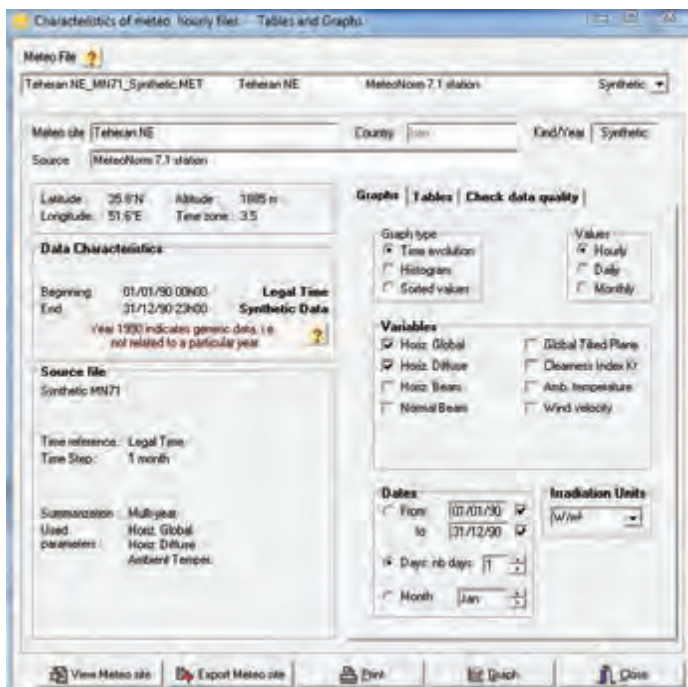 Characteristics of meteo hourly files - Tables and Graphs
Meteo File ?
Teheran NE_MN71_Synthetic.MET Teheran NE MeteoNorm 7.1 station Synthetic
Meteo site Teheran NE Country Iran Kind/Year Synthetic
Source MeteoNorm 7.1 station
Latitude : 35.8°N Altitude : 1885 m
Longitude: 51.6°E Time zone : 3.5
Data Characteristics
Beginning 01/01/90 00h00 Legal Time
End 31/12/90 23h00 Synthetic Data
Year 1990 indicates generic data, i.e.
not related to a particular year ?
Source file
Synthetic MN71
Time reference : Legal Time
Time Step : 1 month
Summarization : Multi-year
Used Horiz. Global
parameters : Horiz. Diffuse
Ambient Temper.
Graphs Tables Check data quality
Graph type
Time evolution
Histogram
Sorted values
Values
Hourly
Daily
Monthly
Variables
Horiz. Global Global Tilted Plane
Horiz. Diffuse Clearness Index Kt
Horiz. Beam Amb. temperature
Normal Beam Wind velocity
Dates
From 01/01/90
to 31/12/90
Days: nb days 1
Month Jan
Irradiation Units
W/m²
View Meteo site Export Meteo site Print Graph Close